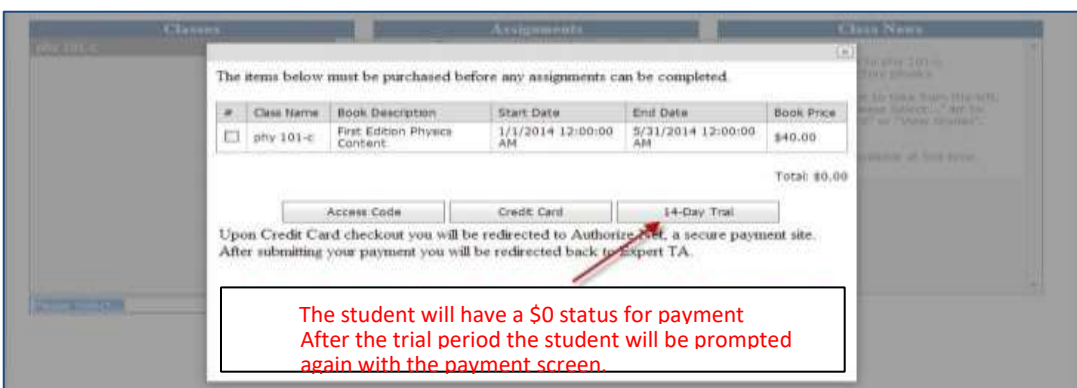 Classes Assignments Class News
phy 101-c
The items below must be purchased before any assignments can be completed.
# Class Name Book Description Start Date End Date Book Price
phy 101-c First Edition Physics Content. 1/1/2014 12:00:00 AM 5/31/2014 12:00:00 AM $40.00
Total: $0.00
Access Code Credit Card 14-Day Trial
Upon Credit Card checkout you will be redirected to Authorize.Net, a secure payment site.
After submitting your payment you will be redirected back to Expert TA.
The student will have a $0 status for payment
After the trial period the student will be prompted
again with the payment screen.